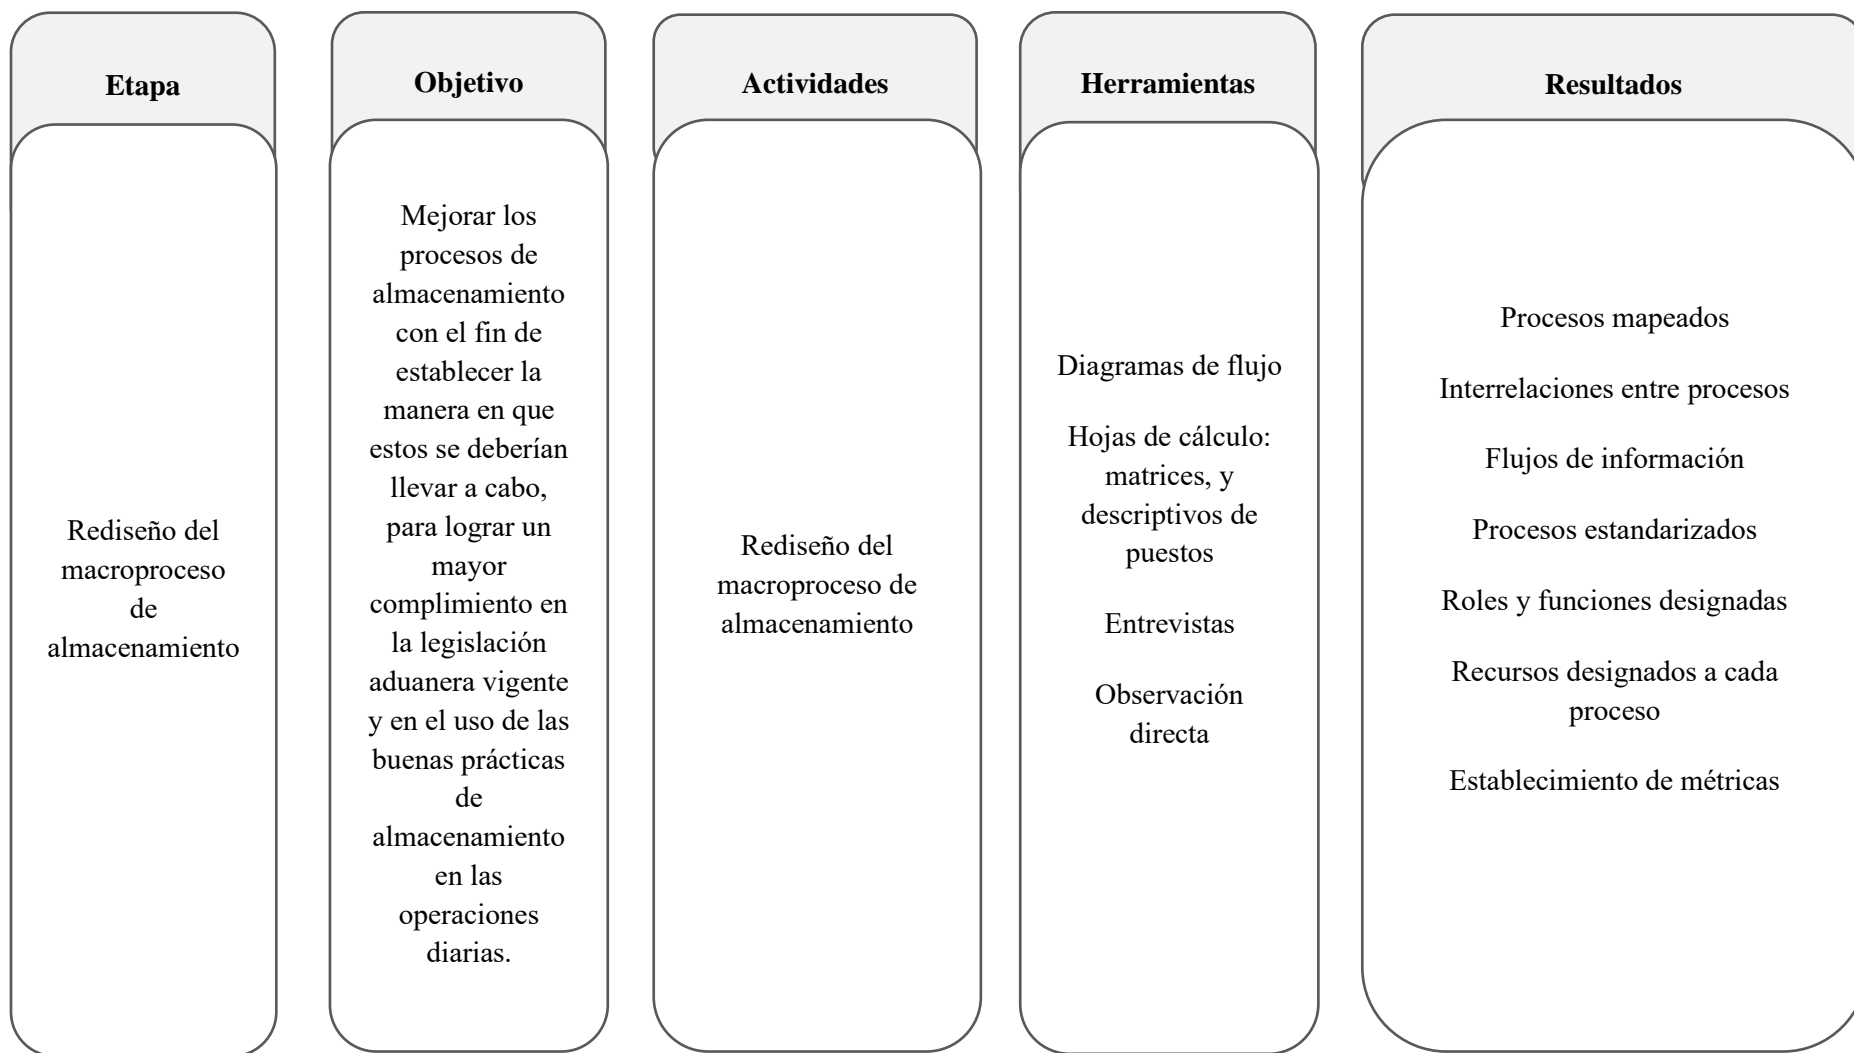 Etapa
Rediseño del
macroproceso
de
almacenamiento
Objetivo
Mejorar los
procesos de
almacenamiento
con el fin de
establecer la
manera en que
estos se deberían
llevar a cabo,
para lograr un
mayor
complimiento en
la legislación
aduanera vigente
y en el uso de las
buenas prácticas
de
almacenamiento
en las
operaciones
diarias.
Actividades
Rediseño del
macroproceso de
almacenamiento
Herramientas
Diagramas de flujo
Hojas de cálculo:
matrices, y
descriptivos de
puestos
Entrevistas
Observación
directa
Resultados
Procesos mapeados
Interrelaciones entre procesos
Flujos de información
Procesos estandarizados
Roles y funciones designadas
Recursos designados a cada
proceso
Establecimiento de métricas